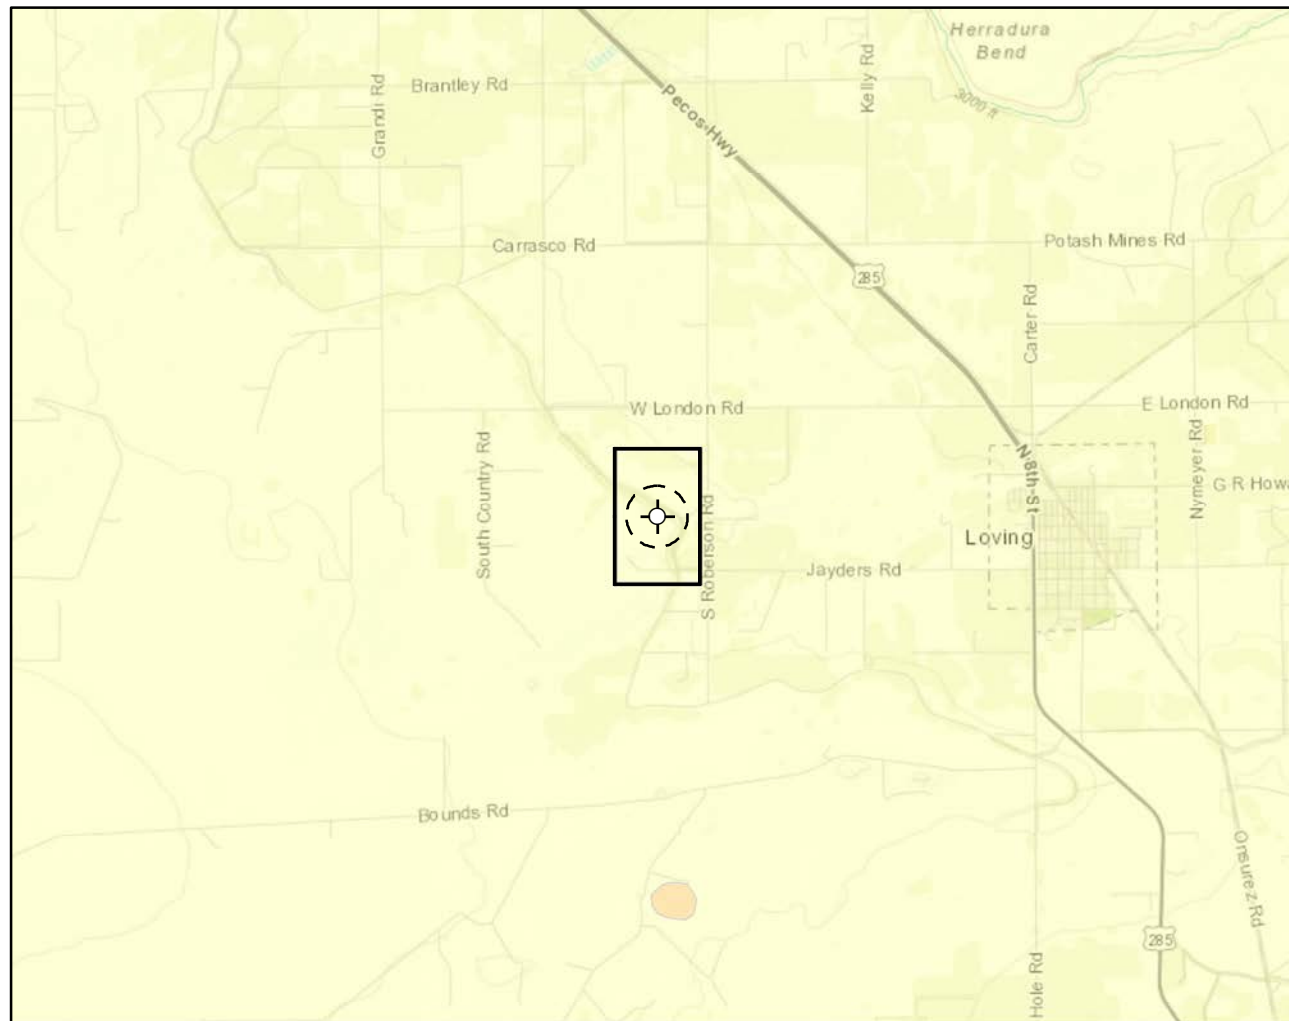 Herradura
Bend
Brantley Rd
Grandi Rd
Pecos Hwy
Kelly Rd
3000 ft
Carrasco Rd
Potash Mines Rd
285
Carter Rd
W London Rd
E London Rd
South Country Rd
N 8th St
Nymeyer Rd
G R Howa
S Roberson Rd
Loving
Jayders Rd
Bounds Rd
Onsurez Rd
285
Hole Rd